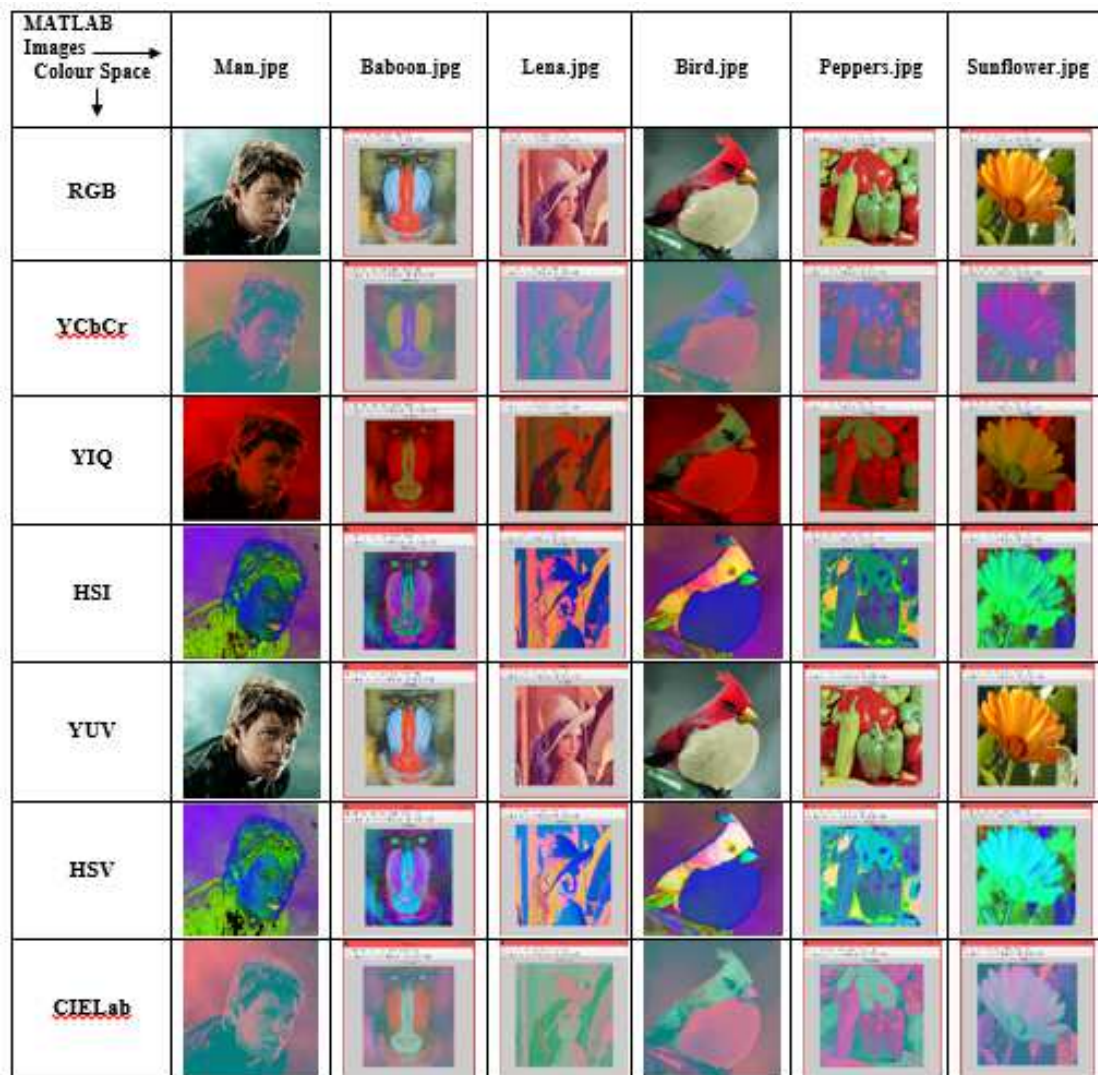 MATLAB
Images
Colour Space
Man.jpg
Baboon.jpg
Lena.jpg
Bird.jpg
Peppers.jpg
Sunflower.jpg
RGB
YCbCr
YIQ
HSI
YUV
HSV
CIELab